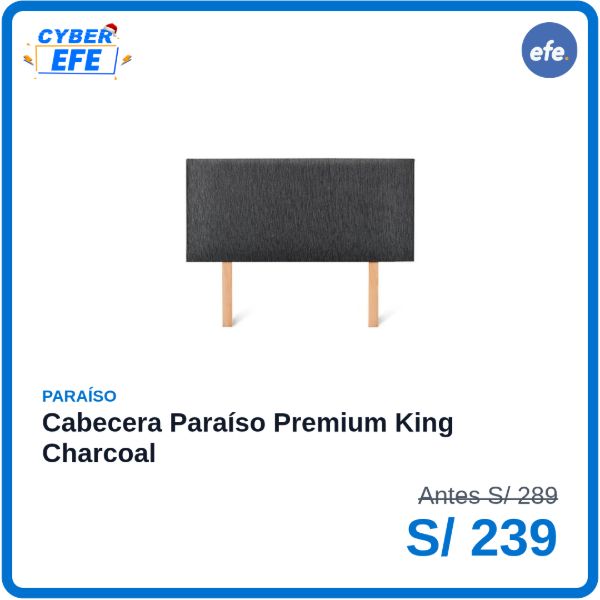 CYBER
EFE
efe.
PARAÍSO
Cabecera Paraíso Premium King
Charcoal
Antes S/ 289
S/ 239